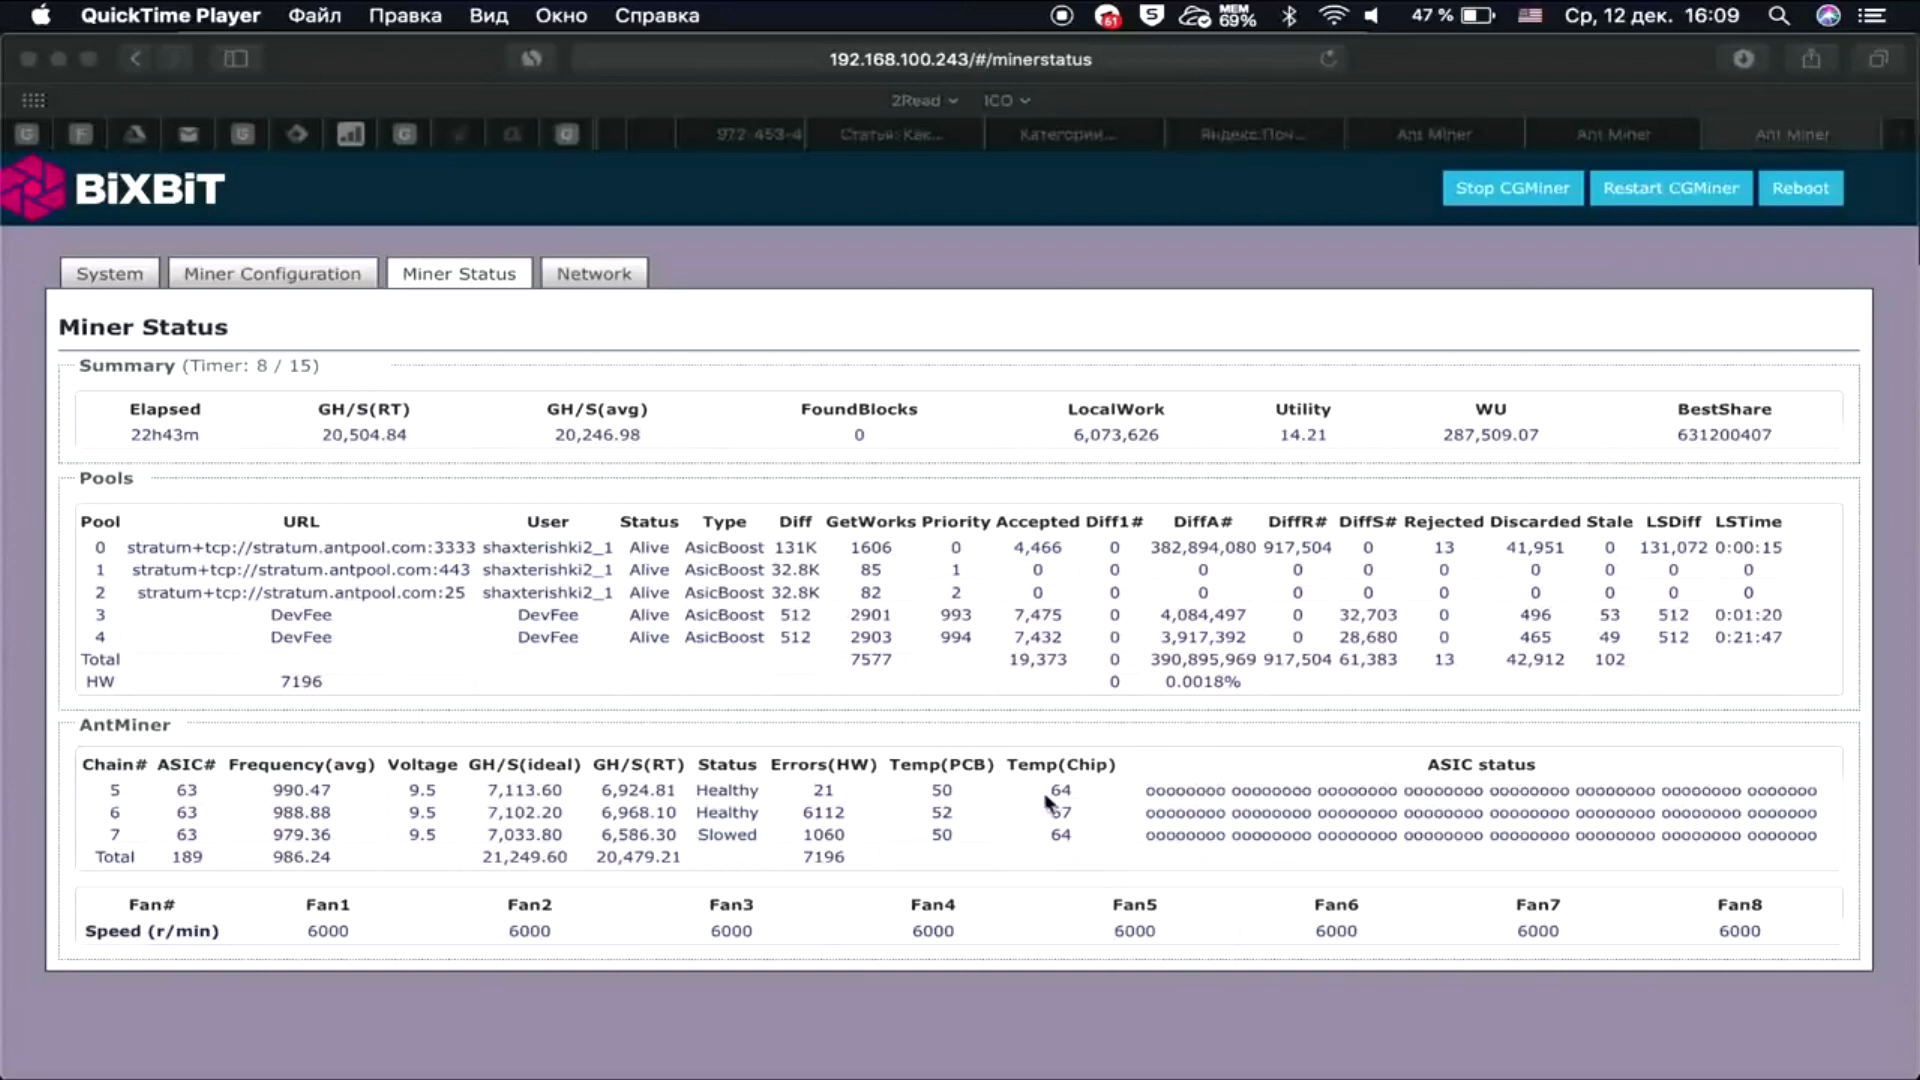 QuickTime Player Файл Правка Вид Окно Справка 61 MEM 69% 47 % Ср, 12 дек. 16:09
192.168.100.243/#/minerstatus
2Read ICO
972-453-4 Статьи: Как... Категории... Яндекс.Поч... Ant Miner Ant Miner Ant Miner
BiXBiT Stop CGMiner Restart CGMiner Reboot
System Miner Configuration Miner Status Network
Miner Status
Summary (Timer: 8 / 15)
Elapsed GH/S(RT) GH/S(avg) FoundBlocks LocalWork Utility WU BestShare
22h43m 20,504.84 20,246.98 0 6,073,626 14.21 287,509.07 631200407
Pools
Pool URL User Status Type Diff GetWorks Priority Accepted Diff1# DiffA# DiffR# DiffS# Rejected Discarded Stale LSDiff LSTime
0 stratum+tcp://stratum.antpool.com:3333 shaxterishki2_1 Alive AsicBoost 131K 1606 0 4,466 0 382,894,080 917,504 0 13 41,951 0 131,072 0:00:15
1 stratum+tcp://stratum.antpool.com:443 shaxterishki2_1 Alive AsicBoost 32.8K 85 1 0 0 0 0 0 0 0 0 0 0
2 stratum+tcp://stratum.antpool.com:25 shaxterishki2_1 Alive AsicBoost 32.8K 82 2 0 0 0 0 0 0 0 0 0 0
3 DevFee DevFee Alive AsicBoost 512 2901 993 7,475 0 4,084,497 0 32,703 0 496 53 512 0:01:20
4 DevFee DevFee Alive AsicBoost 512 2903 994 7,432 0 3,917,392 0 28,680 0 465 49 512 0:21:47
Total 7577 19,373 0 390,895,969 917,504 61,383 13 42,912 102
HW 7196 0 0.0018%
AntMiner
Chain# ASIC# Frequency(avg) Voltage GH/S(ideal) GH/S(RT) Status Errors(HW) Temp(PCB) Temp(Chip) ASIC status
5 63 990.47 9.5 7,113.60 6,924.81 Healthy 21 50 64 oooooooo oooooooo oooooooo oooooooo oooooooo oooooooo oooooooo ooooooo
6 63 988.88 9.5 7,102.20 6,968.10 Healthy 6112 52 67 oooooooo oooooooo oooooooo oooooooo oooooooo oooooooo oooooooo ooooooo
7 63 979.36 9.5 7,033.80 6,586.30 Slowed 1060 50 64 oooooooo oooooooo oooooooo oooooooo oooooooo oooooooo oooooooo ooooooo
Total 189 986.24 21,249.60 20,479.21 7196
Fan# Fan1 Fan2 Fan3 Fan4 Fan5 Fan6 Fan7 Fan8
Speed (r/min) 6000 6000 6000 6000 6000 6000 6000 6000